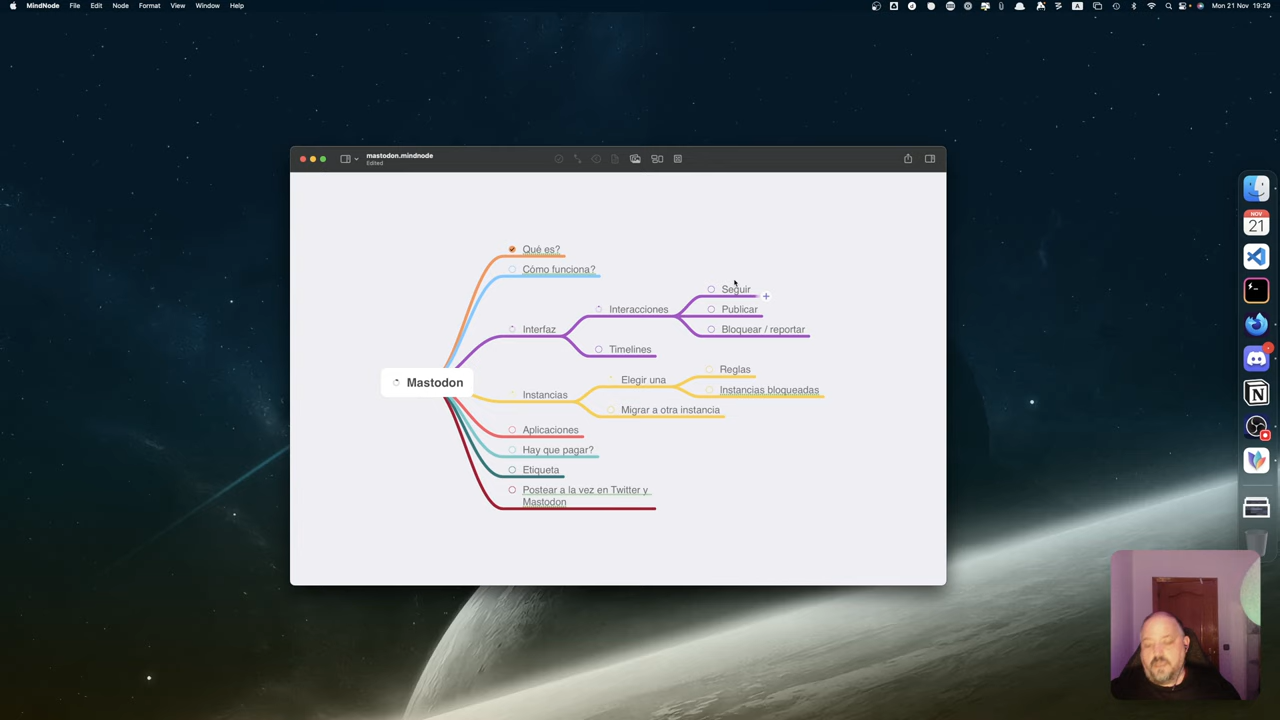 MindNode File Edit Node Format View Window Help
A
Mon 21 Nov 19:29
mastodon.mindnode
Edited
Qué es?
Cómo funciona?
Seguir
Interacciones
Publicar
Interfaz
Bloquear / reportar
Timelines
Reglas
Elegir una
Mastodon
Instancias
Instancias bloqueadas
Migrar a otra instancia
Aplicaciones
Hay que pagar?
Etiqueta
Postear a la vez en Twitter y
Mastodon
NOV
21